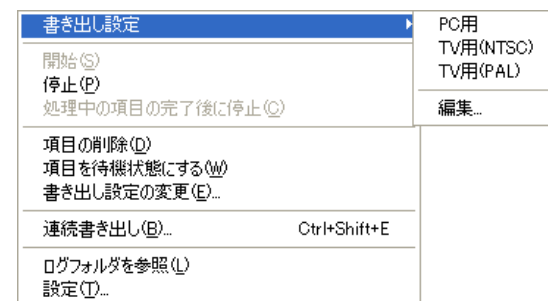 書き出し設定
開始(S)
停止(P)
処理中の項目の完了後に停止(C)
項目の削除(D)
項目を待機状態にする(W)
書き出し設定の変更(E)...
連続書き出し(B)... Ctrl+Shift+E
ログフォルダを参照(L)
設定(T)...
PC用
TV用(NTSC)
TV用(PAL)
編集...